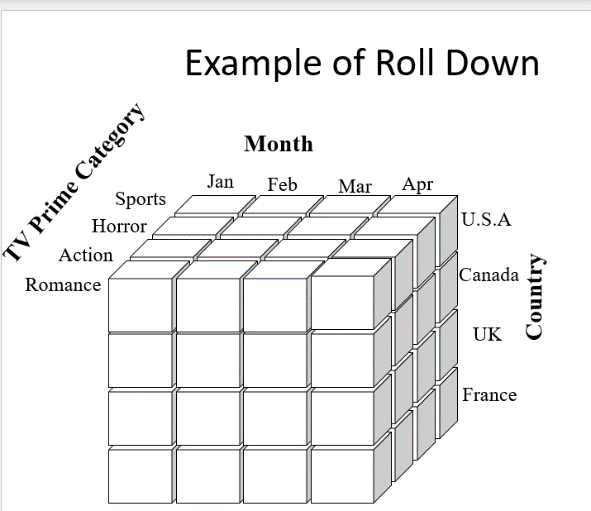 Example of Roll Down
TV Prime Category
Month
Jan
Feb
Mar
Apr
Sports
Horror
Action
Romance
U.S.A
Canada
UK
France
Country